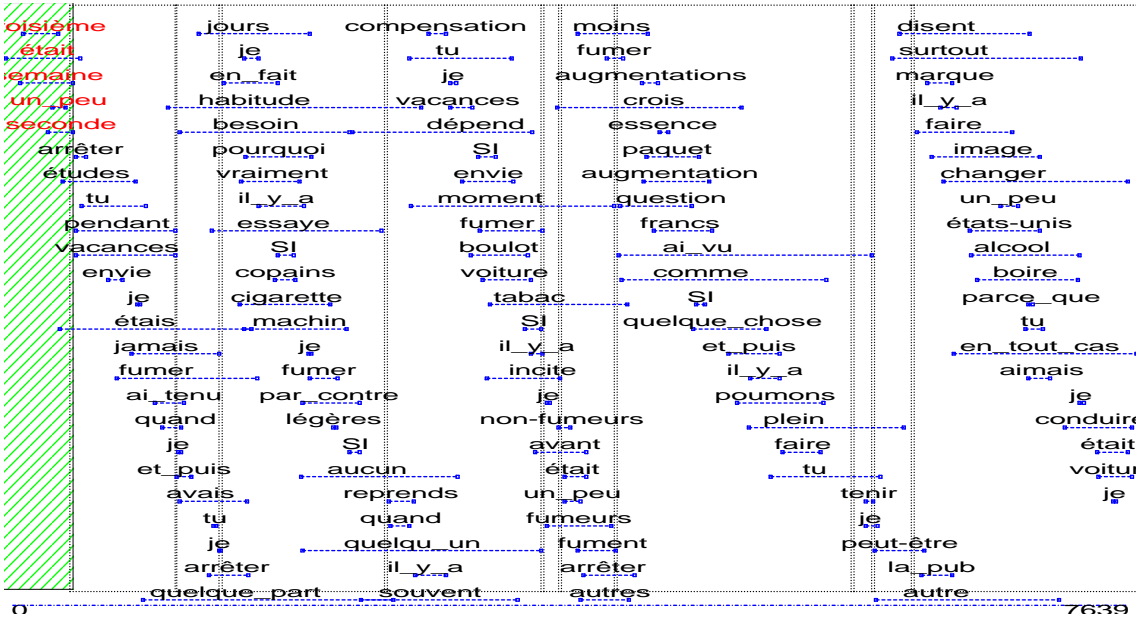 oisième jours compensation moins disent
était je tu fumer surtout
semaine en_fait je augmentations marque
un_peu habitude vacances crois il_y_a
seconde besoin dépend essence faire
arrêter pourquoi SI paquet image
études vraiment envie augmentation changer
tu il_y_a moment question un_peu
pendant essaye fumer francs états-unis
vacances SI boulot ai_vu alcool
envie copains voiture comme boire
je cigarette tabac SI parce_que
étais machin SI quelque_chose tu
jamais je il_y_a et_puis en_tout_cas
fumer fumer incite il_y_a aimais
ai_tenu par_contre je poumons je
quand légères non-fumeurs plein conduire
je SI avant faire était
et_puis aucun était tu voitur
avais reprends un_peu tenir je
tu quand fumeurs je
je quelqu_un fument peut-être
arrêter il_y_a arrêter la_pub
quelque_part souvent autres autre
0 7639